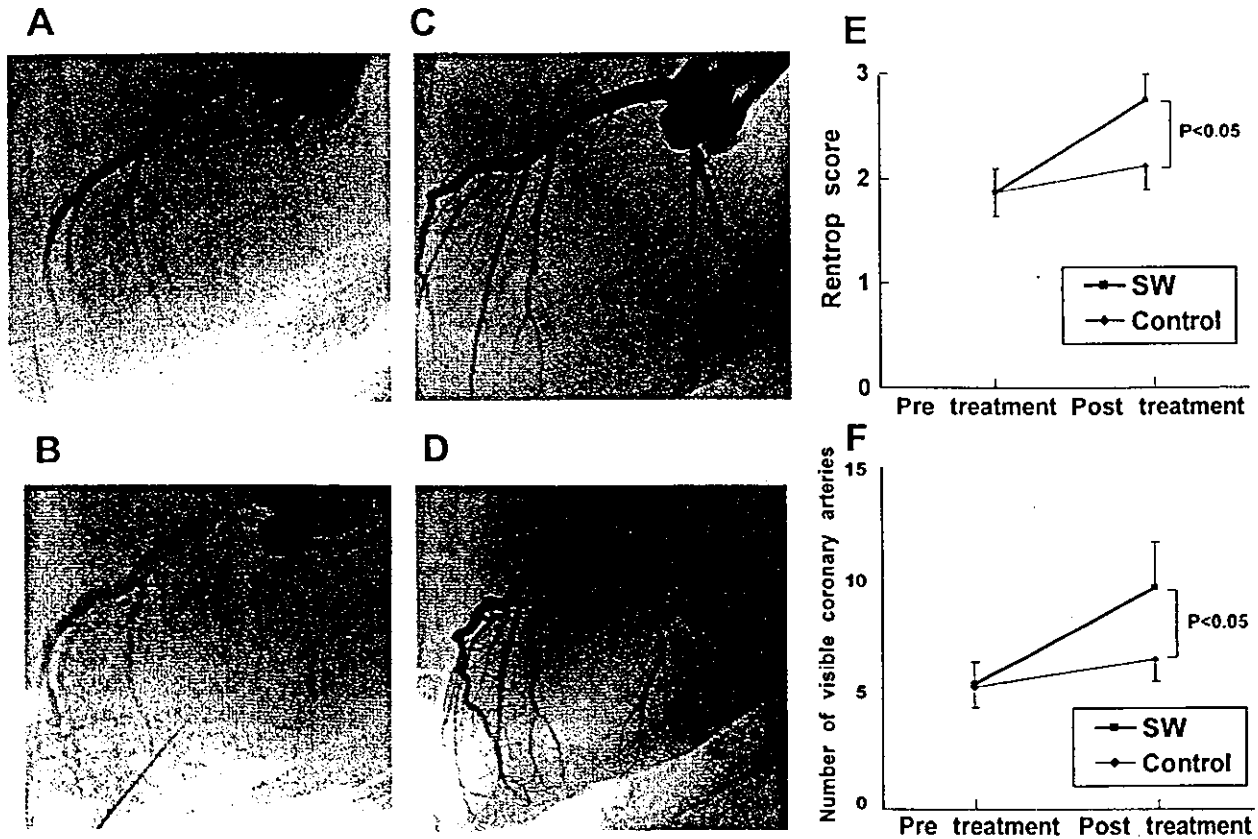 A
C
B
D
E
3
2
1
0
Rentrop score
P<0.05
SW
Control
Pre treatment Post treatment
F
15
10
5
0
Number of visible coronary arteries
P<0.05
SW
Control
Pre treatment Post treatment